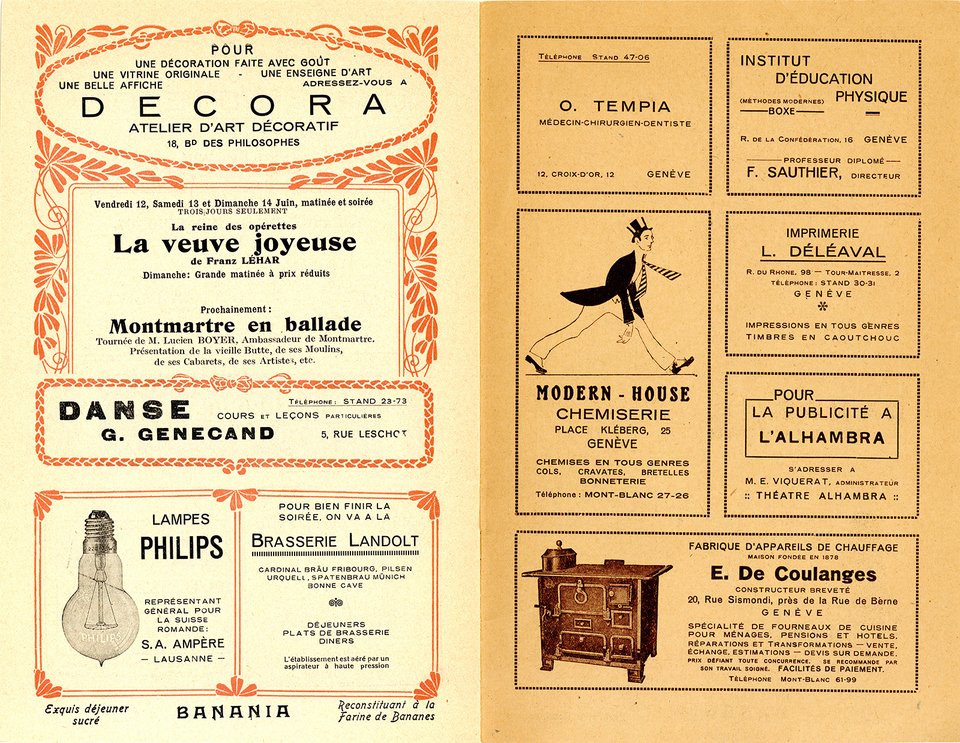 POUR
UNE DÉCORATION FAITE AVEC GOÛT
UNE VITRINE ORIGINALE - UNE ENSEIGNE D'ART
UNE BELLE AFFICHE ADRESSEZ-VOUS A
DECORA
ATELIER D'ART DÉCORATIF
18, BD DES PHILOSOPHES
Vendredi 12, Samedi 13 et Dimanche 14 Juin, matinée et soirée
TROIS JOURS SEULEMENT
La reine des opérettes
La veuve joyeuse
de Franz LÉHAR
Dimanche: Grande matinée à prix réduits
Prochainement:
Montmartre en ballade
Tournée de M. Lucien BOYER, Ambassadeur de Montmartre.
Présentation de la vieille Butte, de ses Moulins,
de ses Cabarets, de ses Artistes, etc.
DANSE
TÉLÉPHONE: STAND 23-73
COURS ET LEÇONS PARTICULIÈRES
G. GENECAND
5, RUE LESCHOT
LAMPES
PHILIPS
PHILIPS
REPRÉSENTANT
GÉNÉRAL POUR
LA SUISSE
ROMANDE:
S.A. AMPÈRE
— LAUSANNE —
POUR BIEN FINIR LA
SOIRÉE, ON VA A LA
BRASSERIE LANDOLT
CARDINAL BRÄU FRIBOURG, PILSEN
URQUELL, SPATENBRAU MÜNICH
BONNE CAVE
DÉJEUNERS
PLATS DE BRASSERIE
DINERS
L'établissement est aéré par un
aspirateur à haute pression
Exquis déjeuner
sucré
BANANIA
Reconstituant à la
Farine de Bananes
TÉLÉPHONE STAND 47-06
O. TEMPIA
MÉDECIN-CHIRURGIEN-DENTISTE
12, CROIX-D'OR, 12 GENÈVE
INSTITUT
D'ÉDUCATION
PHYSIQUE
(MÉTHODES MODERNES)
—BOXE—
R. DE LA CONFÉDÉRATION, 16 GENÈVE
PROFESSEUR DIPLOMÉ
F. SAUTHIER, DIRECTEUR
MODERN - HOUSE
CHEMISERIE
PLACE KLÉBERG, 25
GENÈVE
CHEMISES EN TOUS GENRES
COLS, CRAVATES, BRETELLES
BONNETERIE
Téléphone: MONT-BLANC 27-26
IMPRIMERIE
L. DÉLÉAVAL
R. DU RHONE, 98 — TOUR-MAITRESSE, 2
TÉLÉPHONE: STAND 30-31
GENÈVE
IMPRESSIONS EN TOUS GENRES
TIMBRES EN CAOUTCHOUC
POUR
LA PUBLICITÉ A
L'ALHAMBRA
S'ADRESSER A
M. E. VIQUERAT, ADMINISTRATEUR
:: THÉATRE ALHAMBRA ::
FABRIQUE D'APPAREILS DE CHAUFFAGE
MAISON FONDÉE EN 1878
E. De Coulanges
CONSTRUCTEUR BREVETÉ
20, Rue Sismondi, près de la Rue de Berne
GENÈVE
SPÉCIALITÉ DE FOURNEAUX DE CUISINE
POUR MÉNAGES, PENSIONS ET HOTELS.
RÉPARATIONS ET TRANSFORMATIONS — VENTE,
ÉCHANGE, ESTIMATIONS — DEVIS SUR DEMANDE.
PRIX DÉFIANT TOUTE CONCURRENCE. SE RECOMMANDE PAR
SON TRAVAIL SOIGNÉ. FACILITÉS DE PAIEMENT.
TÉLÉPHONE MONT-BLANC 61-99